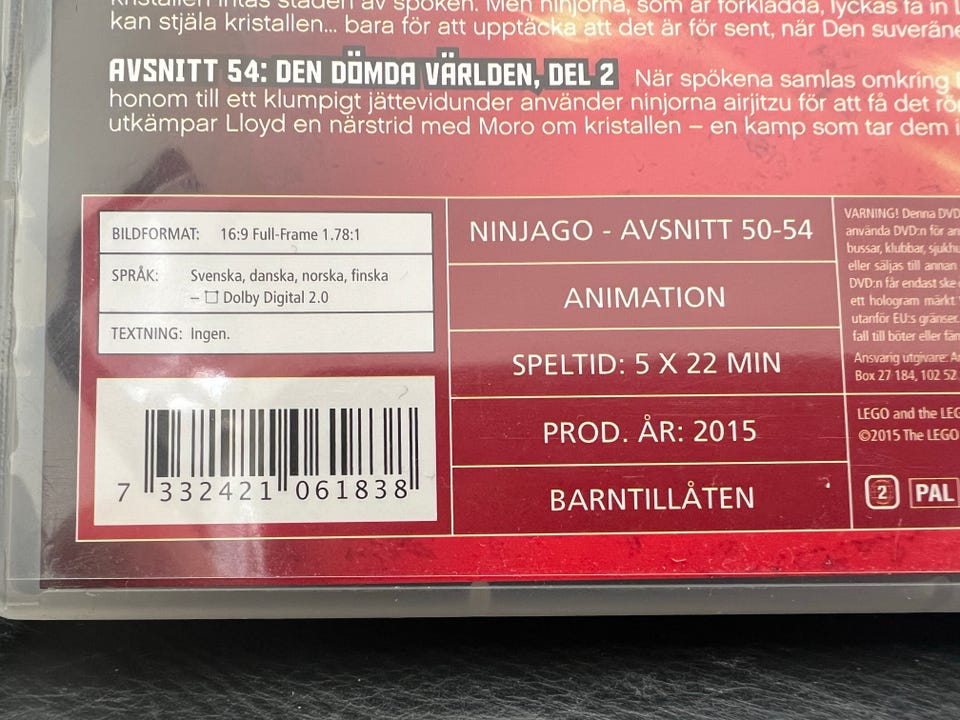 kristallen intas staden av spöken. Men ninjorna, som är förklädda, lyckas få in
kan stjäla kristallen... bara för att upptäcka att det är för sent, när Den suveräne
AVSNITT 54: DEN DÖMDA VÄRLDEN, DEL 2 När spökena samlas omkring
honom till ett klumpigt jättevidunder använder ninjorna airjitzu för att få det
utkämpar Lloyd en närstrid med Moro om kristallen – en kamp som tar dem
BILDFORMAT: 16:9 Full-Frame 1.78:1
SPRÅK: Svenska, danska, norska, finska
– Dolby Digital 2.0
TEXTNING: Ingen.
7 332421 061838
NINJAGO - AVSNITT 50-54
ANIMATION
SPELTID: 5 X 22 MIN
PROD. ÅR: 2015
BARNTILLÅTEN
VARNING! Denna DVD
använda DVD:n för
bussar, klubbar,
eller säljas till annan
DVD:n får endast ske
ett hologram märkt.
utanför EU:s gränser.
fall till böter eller
Ansvarig utgivare:
Box 27 184, 102 52
LEGO and the
©2015 The LEGO
2 PAL